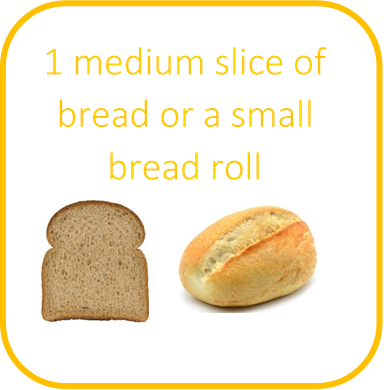 1 medium slice of
bread or a small
bread roll